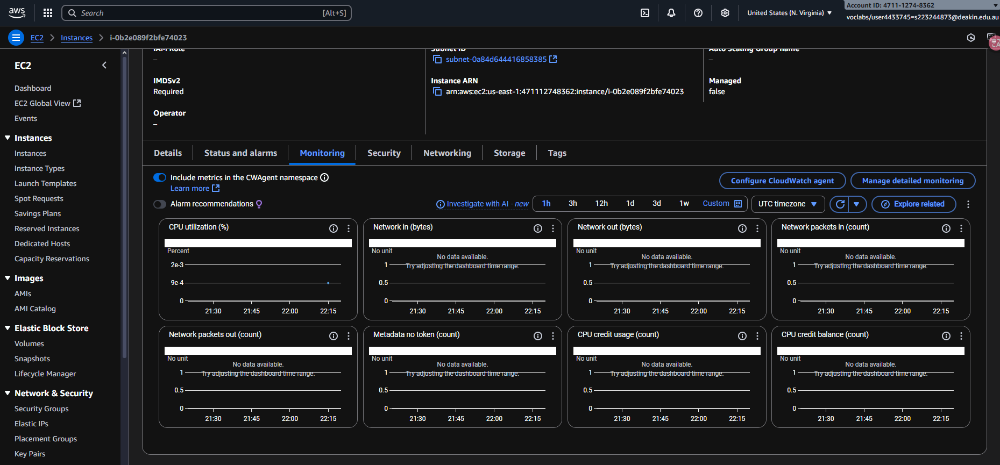 aws
Search
[Alt+S]
United States (N. Virginia)
Account ID: 4711-1274-8362
voclabs/user4433745=s223244873@deakin.edu.au
EC2
Instances
i-0b2e089f2bfe74023
EC2
Dashboard
EC2 Global View
Events
Instances
Instances
Instance Types
Launch Templates
Spot Requests
Savings Plans
Reserved Instances
Dedicated Hosts
Capacity Reservations
Images
AMIs
AMI Catalog
Elastic Block Store
Volumes
Snapshots
Lifecycle Manager
Network & Security
Security Groups
Elastic IPs
Placement Groups
Key Pairs
IAM Role
–
IMDSv2
Required
Operator
–
Subnet ID
subnet-0a84d644416858385
Instance ARN
arn:aws:ec2:us-east-1:471112748362:instance/i-0b2e089f2bfe74023
Auto Scaling Group name
–
Managed
false
Details
Status and alarms
Monitoring
Security
Networking
Storage
Tags
Include metrics in the CWAgent namespace
Learn more
Configure CloudWatch agent
Manage detailed monitoring
Alarm recommendations
Investigate with AI - new
1h
3h
12h
1d
3d
1w
Custom
UTC timezone
Explore related
CPU utilization (%)
Percent
2e-3
9e-4
0
21:30
21:45
22:00
22:15
Network in (bytes)
No unit
No data available.
Try adjusting the dashboard time range.
1
0.5
0
21:30
21:45
22:00
22:15
Network out (bytes)
No unit
No data available.
Try adjusting the dashboard time range.
1
0.5
0
21:30
21:45
22:00
22:15
Network packets in (count)
No unit
No data available.
Try adjusting the dashboard time range.
1
0.5
0
21:30
21:45
22:00
22:15
Network packets out (count)
No unit
No data available.
Try adjusting the dashboard time range.
1
0.5
0
21:30
21:45
22:00
22:15
Metadata no token (count)
No unit
No data available.
Try adjusting the dashboard time range.
1
0.5
0
21:30
21:45
22:00
22:15
CPU credit usage (count)
No unit
No data available.
Try adjusting the dashboard time range.
1
0.5
0
21:30
21:45
22:00
22:15
CPU credit balance (count)
No unit
No data available.
Try adjusting the dashboard time range.
1
0.5
0
21:30
21:45
22:00
22:15